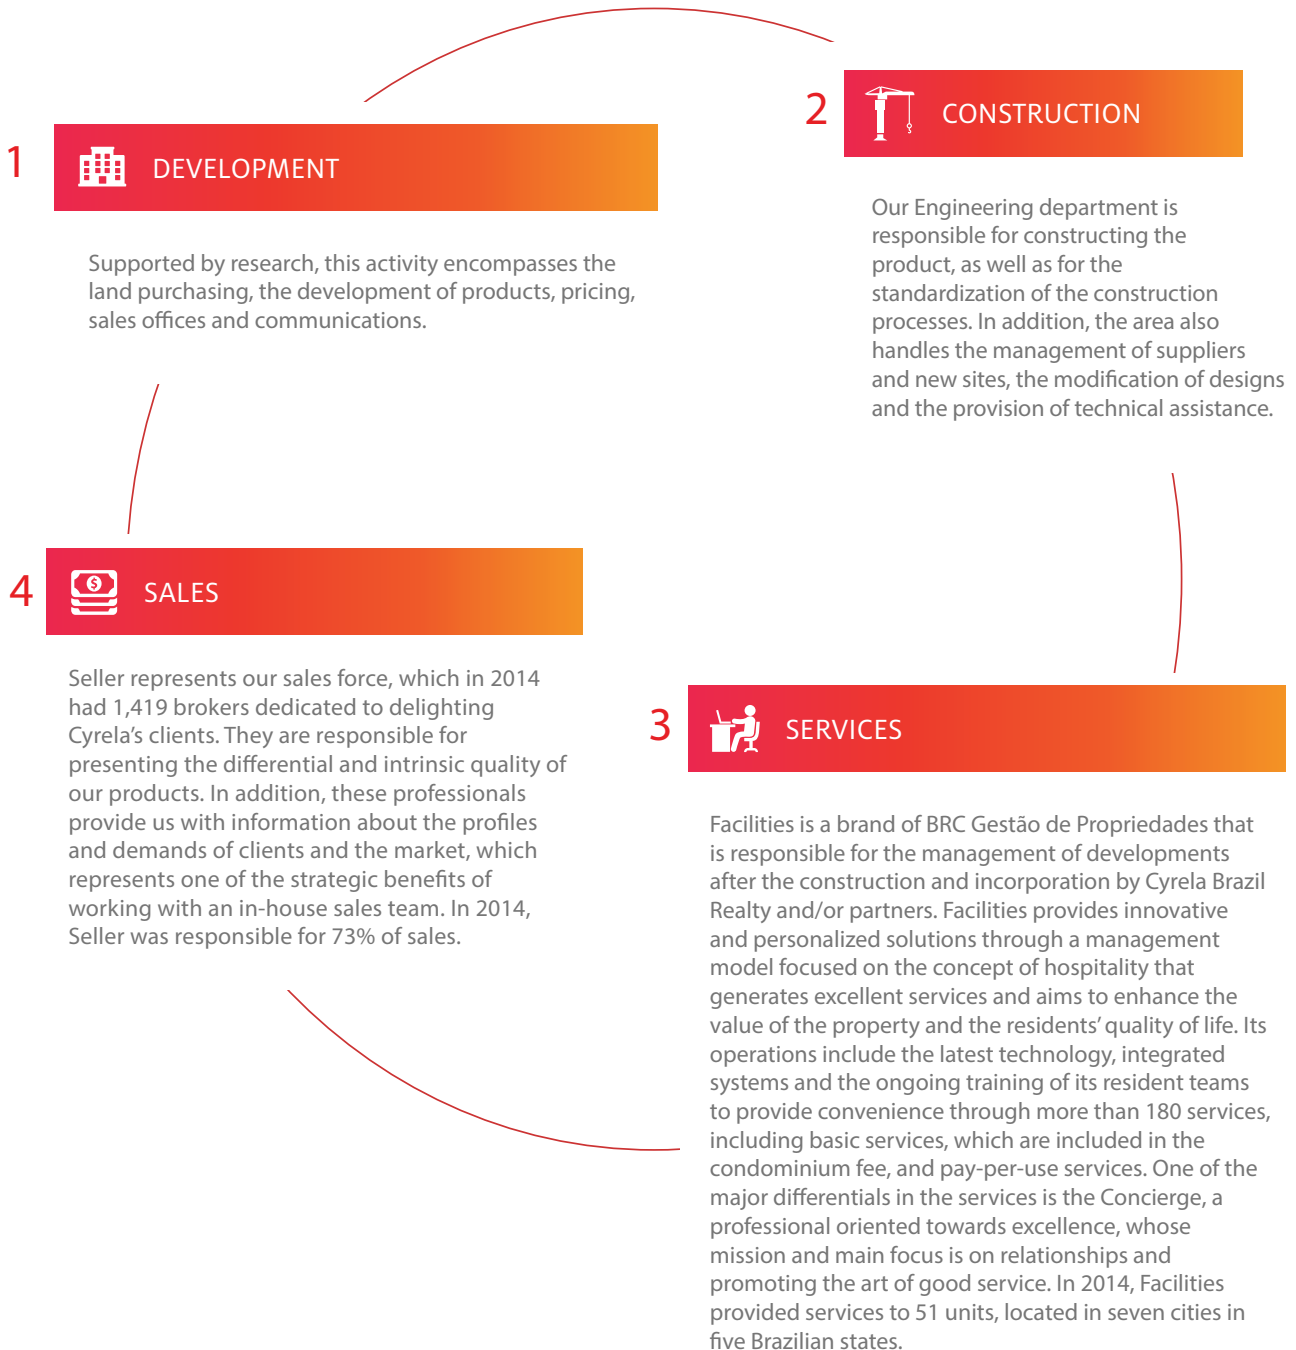 1
DEVELOPMENT
Supported by research, this activity encompasses the
land purchasing, the development of products, pricing,
sales offices and communications.
2
CONSTRUCTION
Our Engineering department is
responsible for constructing the
product, as well as for the
standardization of the construction
processes. In addition, the area also
handles the management of suppliers
and new sites, the modification of designs
and the provision of technical assistance.
3
SERVICES
Facilities is a brand of BRC Gestão de Propriedades that
is responsible for the management of developments
after the construction and incorporation by Cyrela Brazil
Realty and/or partners. Facilities provides innovative
and personalized solutions through a management
model focused on the concept of hospitality that
generates excellent services and aims to enhance the
value of the property and the residents’ quality of life. Its
operations include the latest technology, integrated
systems and the ongoing training of its resident teams
to provide convenience through more than 180 services,
including basic services, which are included in the
condominium fee, and pay-per-use services. One of the
major differentials in the services is the Concierge, a
professional oriented towards excellence, whose
mission and main focus is on relationships and
promoting the art of good service. In 2014, Facilities
provided services to 51 units, located in seven cities in
five Brazilian states.
4
$
SALES
Seller represents our sales force, which in 2014
had 1,419 brokers dedicated to delighting
Cyrela’s clients. They are responsible for
presenting the differential and intrinsic quality of
our products. In addition, these professionals
provide us with information about the profiles
and demands of clients and the market, which
represents one of the strategic benefits of
working with an in-house sales team. In 2014,
Seller was responsible for 73% of sales.